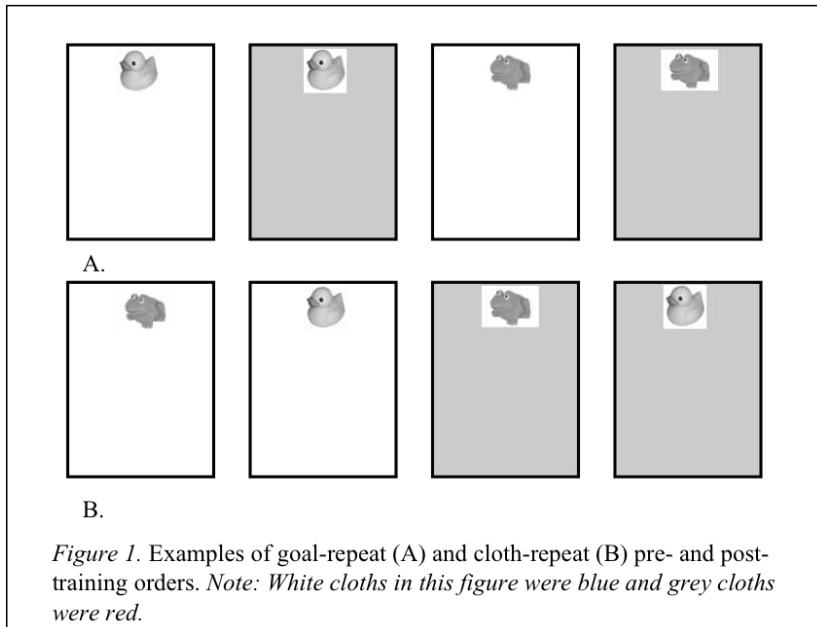 A.
B.
Figure 1. Examples of goal-repeat (A) and cloth-repeat (B) pre- and post-
training orders. Note: White cloths in this figure were blue and grey cloths
were red.